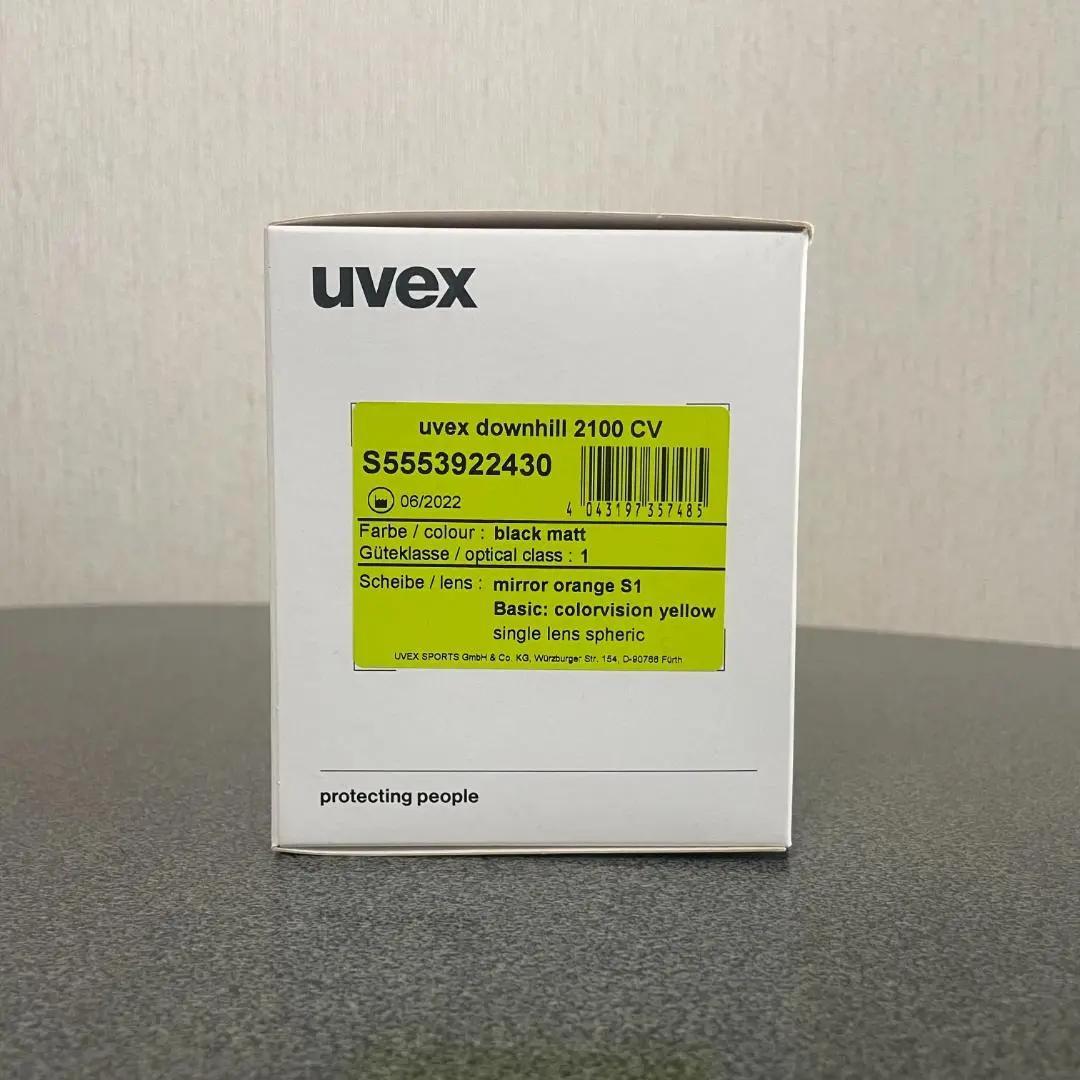 uvex
uvex downhill 2100 CV
S5553922430
06/2022
4 043197 357485
Farbe / colour : black matt
Güteklasse / optical class : 1
Scheibe / lens : mirror orange S1
Basic: colorvision yellow
single lens spheric
UVEX SPORTS GmbH & Co. KG, Würzburger Str. 154, D-90766 Fürth
protecting people